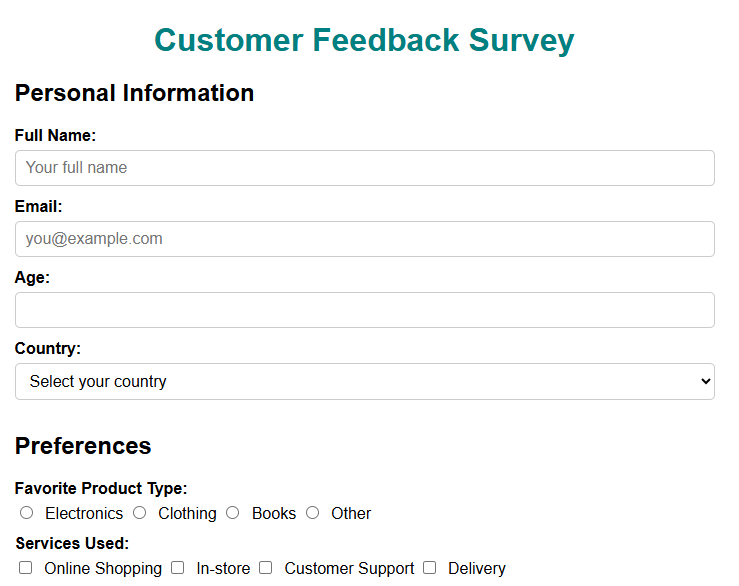 Customer Feedback Survey
Personal Information
Full Name:
Your full name
Email:
you@example.com
Age:
Country:
Select your country
Preferences
Favorite Product Type:
Electronics Clothing Books Other
Services Used:
Online Shopping In-store Customer Support Delivery